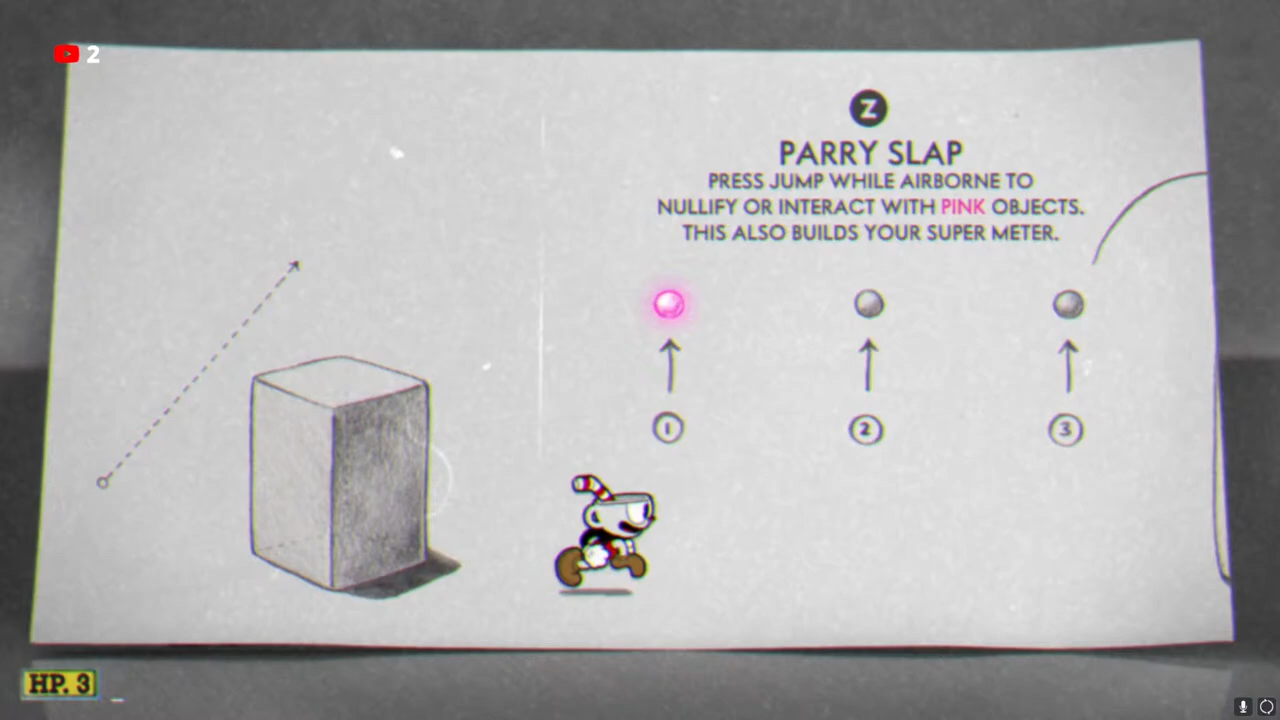 2
Z
PARRY SLAP
PRESS JUMP WHILE AIRBORNE TO
NULLIFY OR INTERACT WITH PINK OBJECTS.
THIS ALSO BUILDS YOUR SUPER METER.
1 2 3
HP. 3